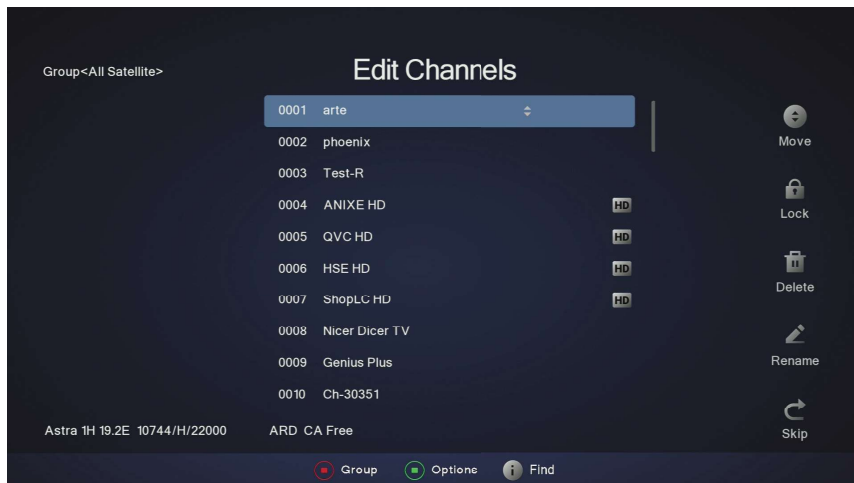 Edit Channels
Group<All Satellite>
0001 arte
0002 phoenix
0003 Test-R
0004 ANIXE HD HD
0005 QVC HD HD
0006 HSE HD HD
0007 ShopLC HD HD
0008 Nicer Dicer TV
0009 Genius Plus
0010 Ch-30351
Move
Lock
Delete
Rename
Skip
Astra 1H 19.2E 10744/H/22000 ARD CA Free
Group Options Find